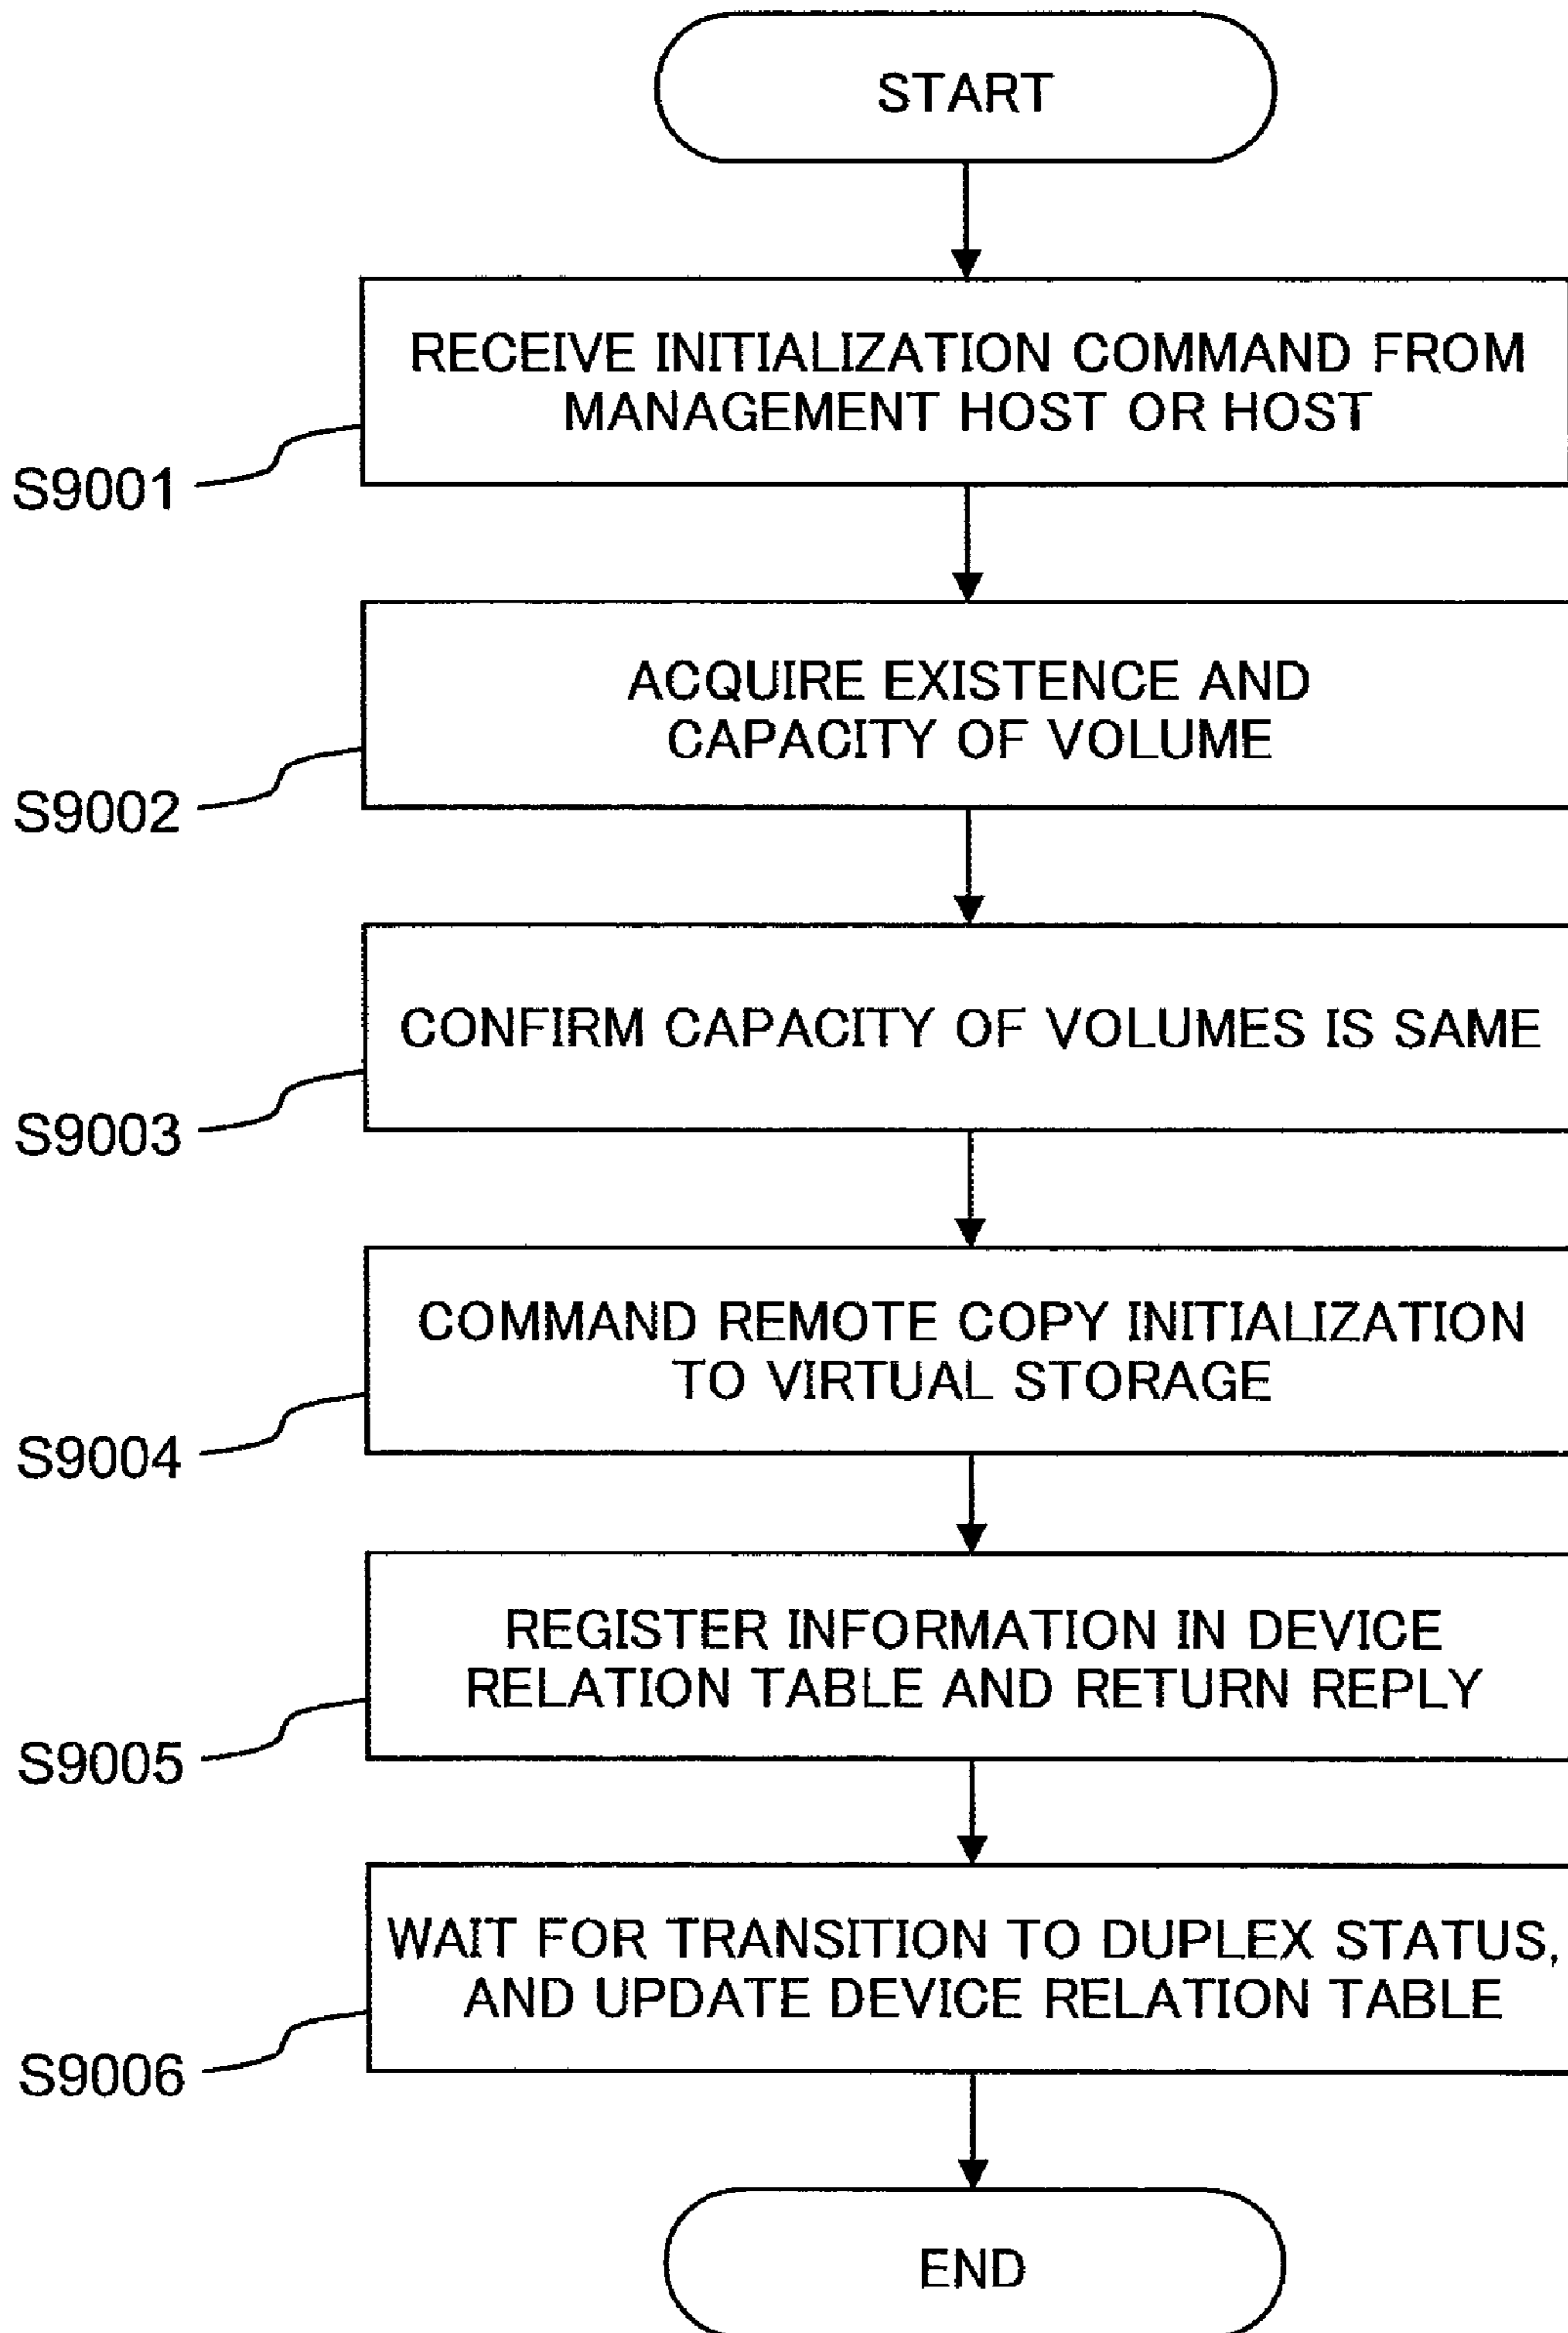 START
RECEIVE INITIALIZATION COMMAND FROM
MANAGEMENT HOST OR HOST
S9001
ACQUIRE EXISTENCE AND
CAPACITY OF VOLUME
S9002
CONFIRM CAPACITY OF VOLUMES IS SAME
S9003
COMMAND REMOTE COPY INITIALIZATION
TO VIRTUAL STORAGE
S9004
REGISTER INFORMATION IN DEVICE
RELATION TABLE AND RETURN REPLY
S9005
WAIT FOR TRANSITION TO DUPLEX STATUS,
AND UPDATE DEVICE RELATION TABLE
S9006
END